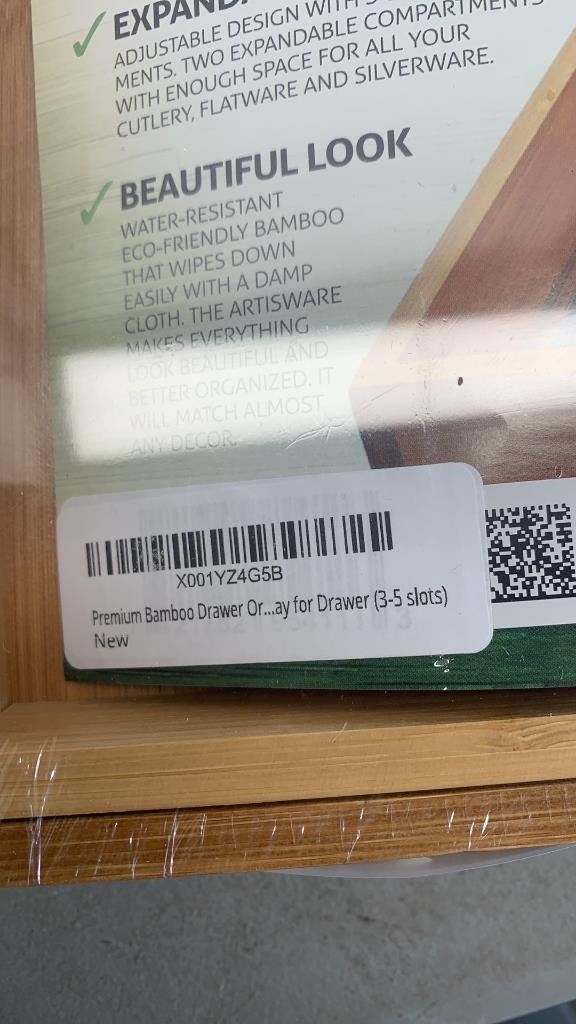 EXPAND
ADJUSTABLE DESIGN WITH
MENTS. TWO EXPANDABLE COMPARTMENTS
WITH ENOUGH SPACE FOR ALL YOUR
CUTLERY, FLATWARE AND SILVERWARE.
BEAUTIFUL LOOK
WATER-RESISTANT
ECO-FRIENDLY BAMBOO
THAT WIPES DOWN
EASILY WITH A DAMP
CLOTH. THE ARTISWARE
MAKES EVERYTHING
LOOK BEAUTIFUL AND
BETTER ORGANIZED. IT
WILL MATCH ALMOST
ANY DECOR.
X001YZ4G5B
Premium Bamboo Drawer Or...ay for Drawer (3-5 slots)
New